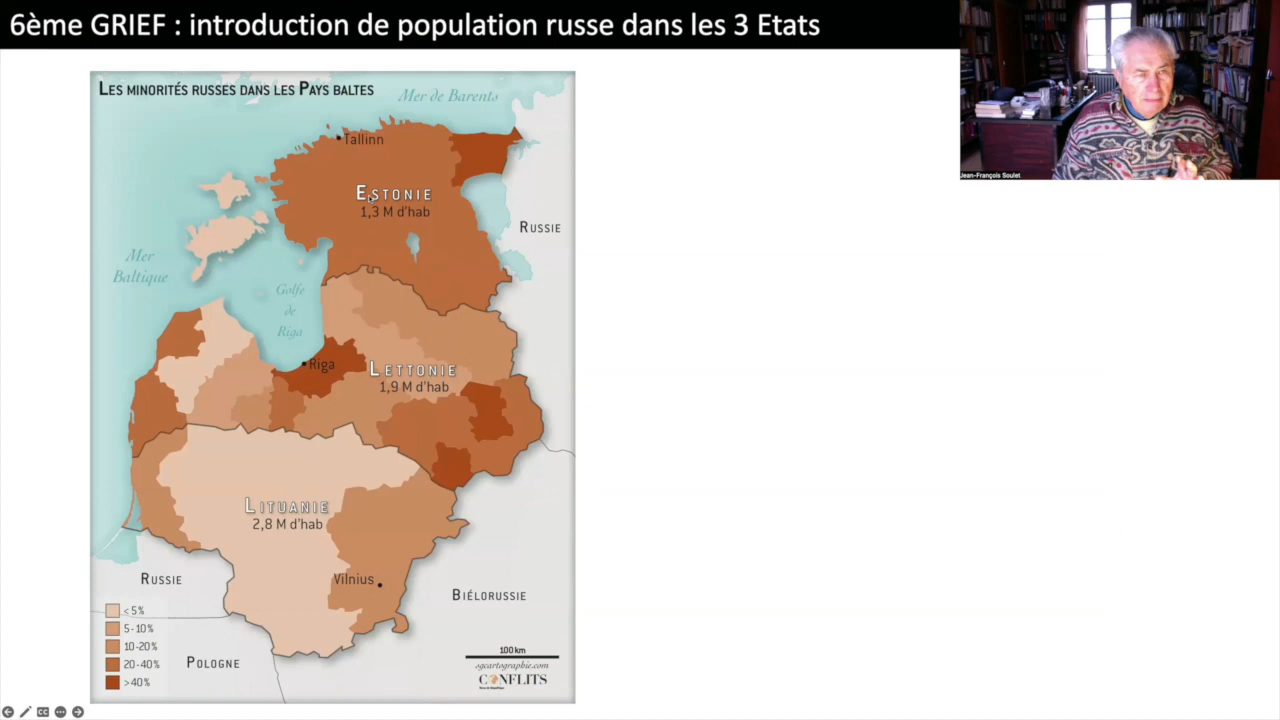 6ème GRIEF : introduction de population russe dans les 3 Etats
Jean-François Soulet
LES MINORITÉS RUSSES DANS LES PAYS BALTES
Mer de Barents
Tallinn
ESTONIE
1,3 M d'hab
RUSSIE
Mer
Baltique
Golfe
de
Riga
Riga
LETTONIE
1,9 M d'hab
LITUANIE
2,8 M d'hab
Vilnius
RUSSIE
BIÉLORUSSIE
POLOGNE
< 5%
5-10%
10-20%
20-40%
>40%
100 km
sgcartographie.com
CONFLITS
CC